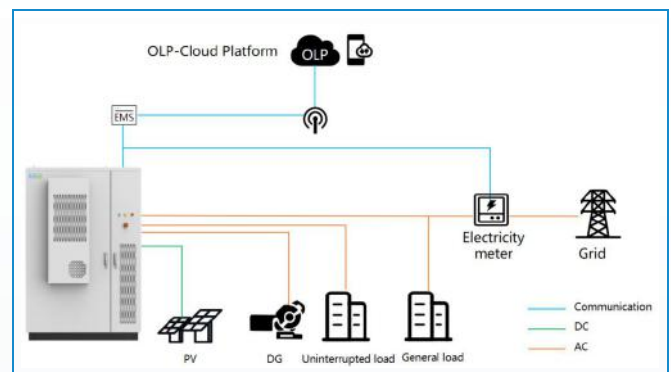 OLP-Cloud Platform
OLP
EMS
Electricity
meter
Grid
PV
DG
Uninterrupted load
General load
Communication
DC
AC